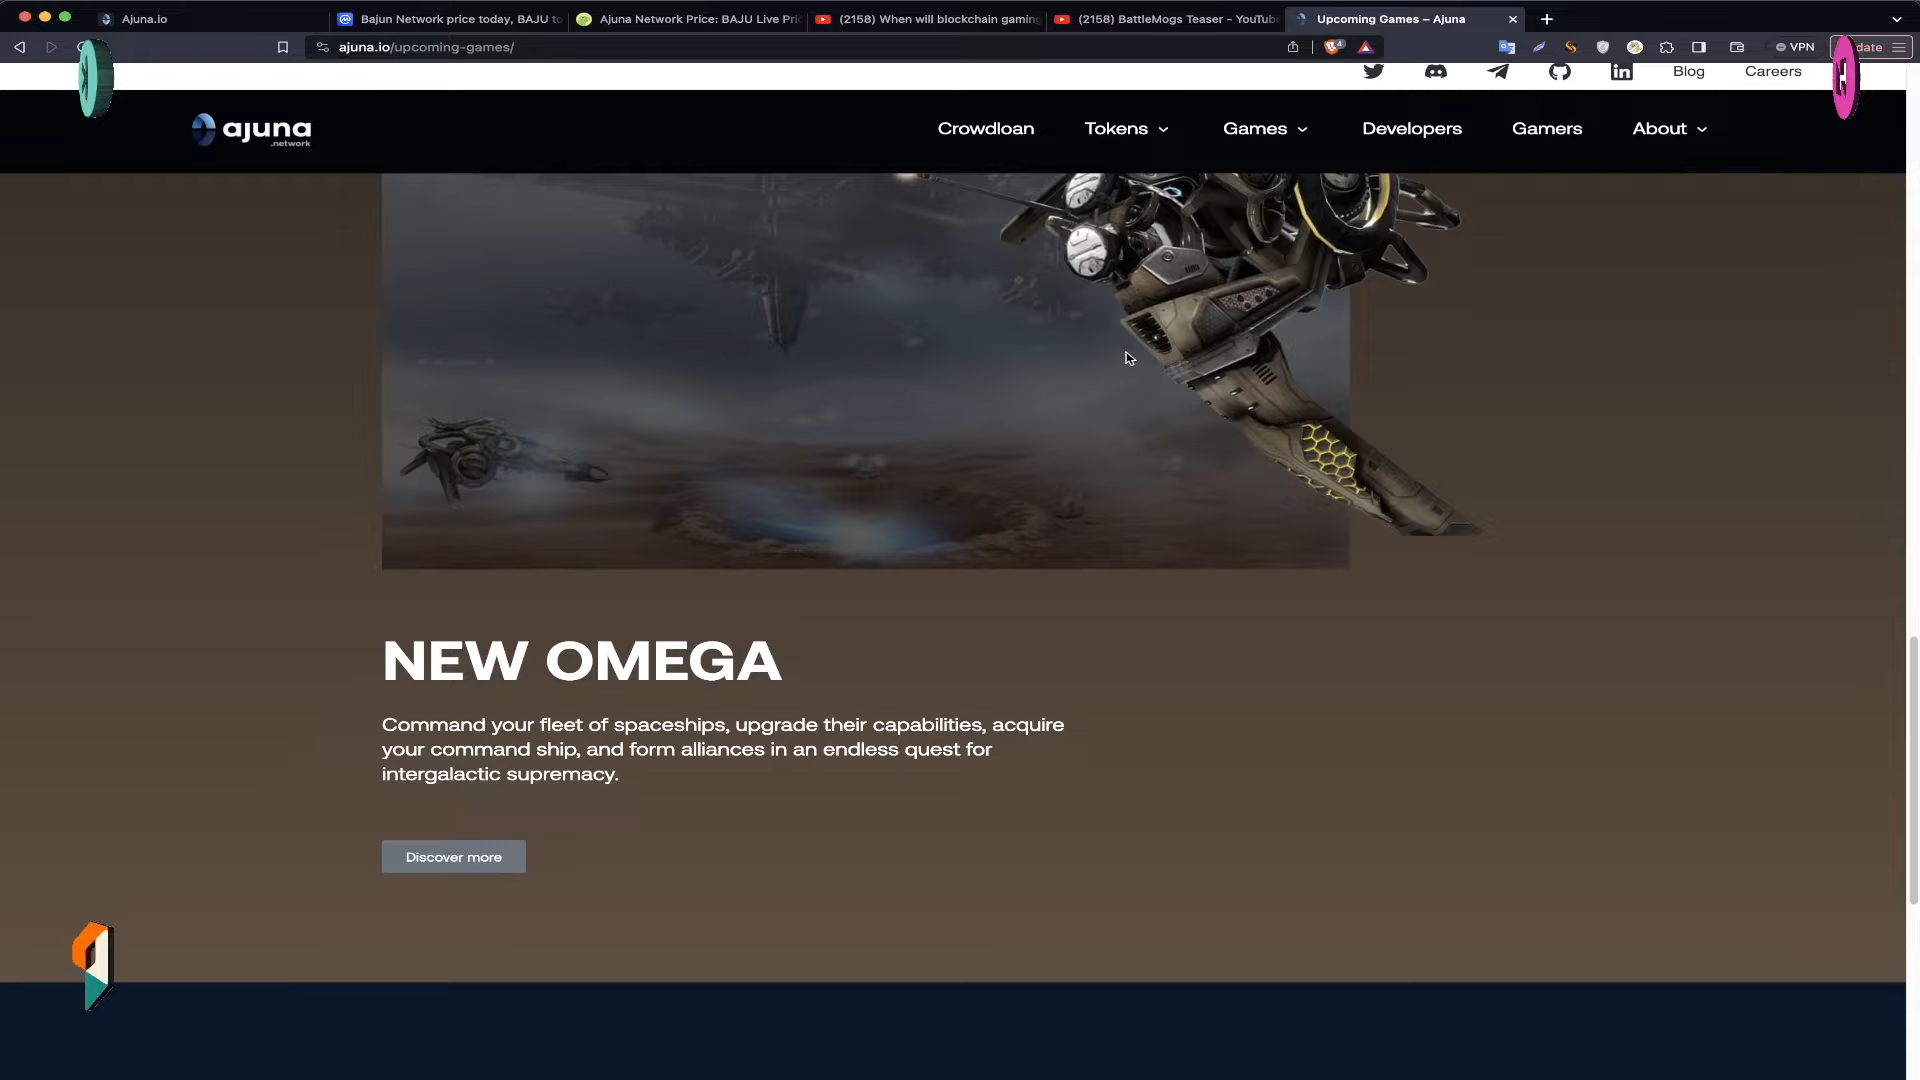 Ajuna.io
Bajun Network price today, BAJU to
Ajuna Network Price: BAJU Live Pri
(2158) When will blockchain gaming
(2158) BattleMogs Teaser - YouTube
Upcoming Games – Ajuna
ajuna.io/upcoming-games/
4
VPN
date
Blog
Careers
ajuna
.network
Crowdloan
Tokens
Games
Developers
Gamers
About
NEW OMEGA
Command your fleet of spaceships, upgrade their capabilities, acquire
your command ship, and form alliances in an endless quest for
intergalactic supremacy.
Discover more